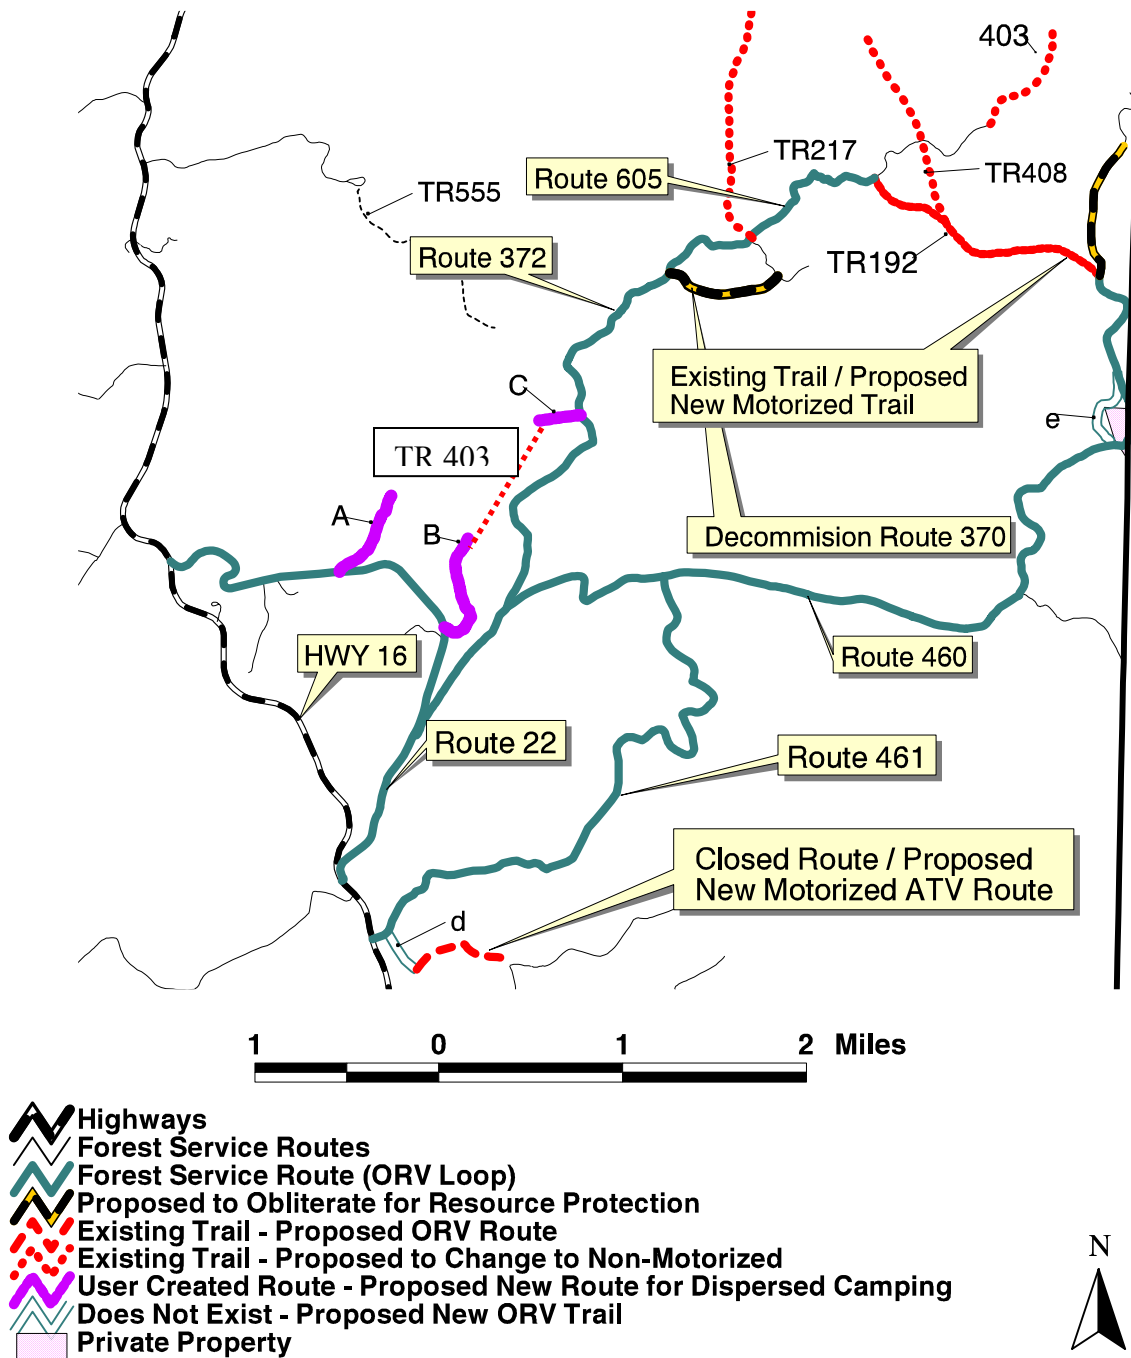 403
TR217
TR408
Route 605
TR555
Route 372
TR192
Existing Trail / Proposed
New Motorized Trail
C
e
TR 403
A
B
Decommision Route 370
HWY 16
Route 460
Route 22
Route 461
Closed Route / Proposed
New Motorized ATV Route
d
1 0 1 2 Miles
Highways
Forest Service Routes
Forest Service Route (ORV Loop)
Proposed to Obliterate for Resource Protection
Existing Trail - Proposed ORV Route
Existing Trail - Proposed to Change to Non-Motorized
User Created Route - Proposed New Route for Dispersed Camping
Does Not Exist - Proposed New ORV Trail
Private Property
N